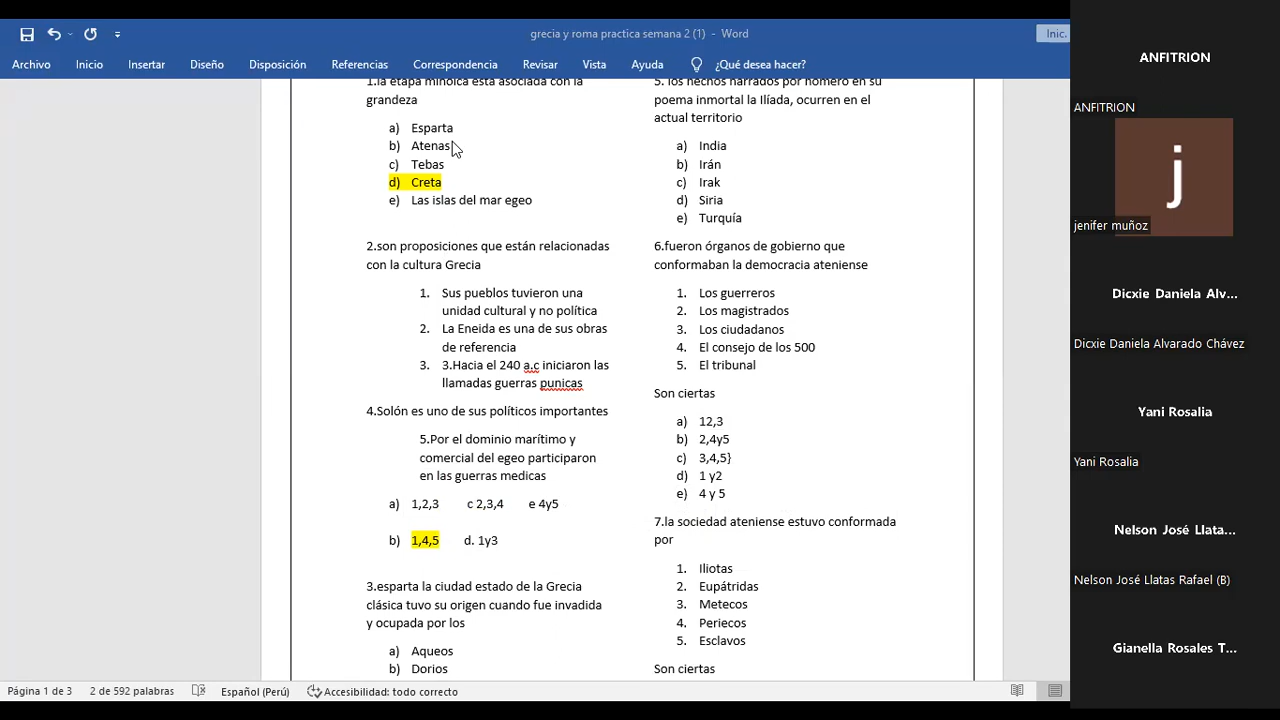 grecia y roma practica semana 2 (1) - Word
Inic.
Archivo Inicio Insertar Diseño Disposición Referencias Correspondencia Revisar Vista Ayuda ¿Qué desea hacer?
1.la etapa minoica esta asociada con la
grandeza
a) Esparta
b) Atenas
c) Tebas
d) Creta
e) Las islas del mar egeo
2.son proposiciones que están relacionadas
con la cultura Grecia
1. Sus pueblos tuvieron una
unidad cultural y no política
2. La Eneida es una de sus obras
de referencia
3. 3.Hacia el 240 a.c iniciaron las
llamadas guerras punicas
4.Solón es uno de sus políticos importantes
5.Por el dominio marítimo y
comercial del egeo participaron
en las guerras medicas
a) 1,2,3 c 2,3,4 e 4y5
b) 1,4,5 d. 1y3
3.esparta la ciudad estado de la Grecia
clásica tuvo su origen cuando fue invadida
y ocupada por los
a) Aqueos
b) Dorios
5. los hechos narrados por homero en su
poema inmortal la Ilíada, ocurren en el
actual territorio
a) India
b) Irán
c) Irak
d) Siria
e) Turquía
6.fueron órganos de gobierno que
conformaban la democracia ateniense
1. Los guerreros
2. Los magistrados
3. Los ciudadanos
4. El consejo de los 500
5. El tribunal
Son ciertas
a) 12,3
b) 2,4y5
c) 3,4,5}
d) 1 y2
e) 4 y 5
7.la sociedad ateniense estuvo conformada
por
1. Iliotas
2. Eupátridas
3. Metecos
4. Periecos
5. Esclavos
Son ciertas
Página 1 de 3 2 de 592 palabras Español (Perú) Accesibilidad: todo correcto
ANFITRION
ANFITRION
j
jenifer muñoz
Dicxie Daniela Alv...
Dicxie Daniela Alvarado Chávez
Yani Rosalia
Yani Rosalia
Nelson José Llata...
Nelson José Llatas Rafael (B)
Gianella Rosales T...